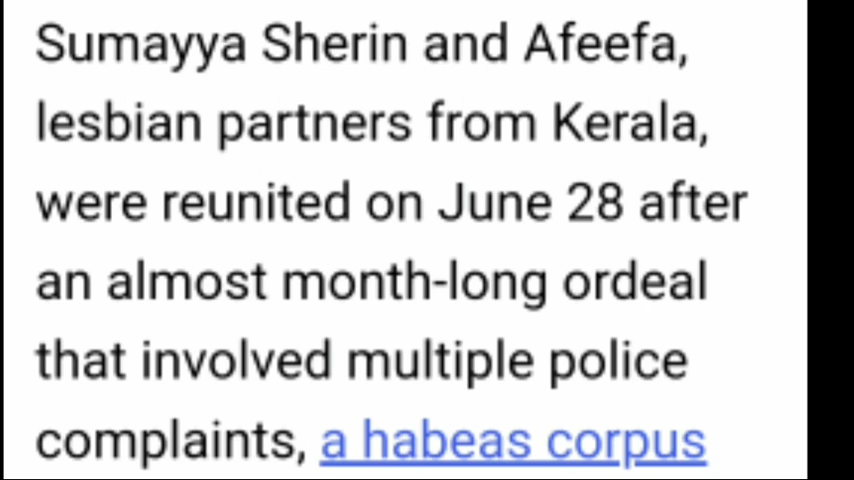 Sumayya Sherin and Afeefa,
lesbian partners from Kerala,
were reunited on June 28 after
an almost month-long ordeal
that involved multiple police
complaints, a habeas corpus